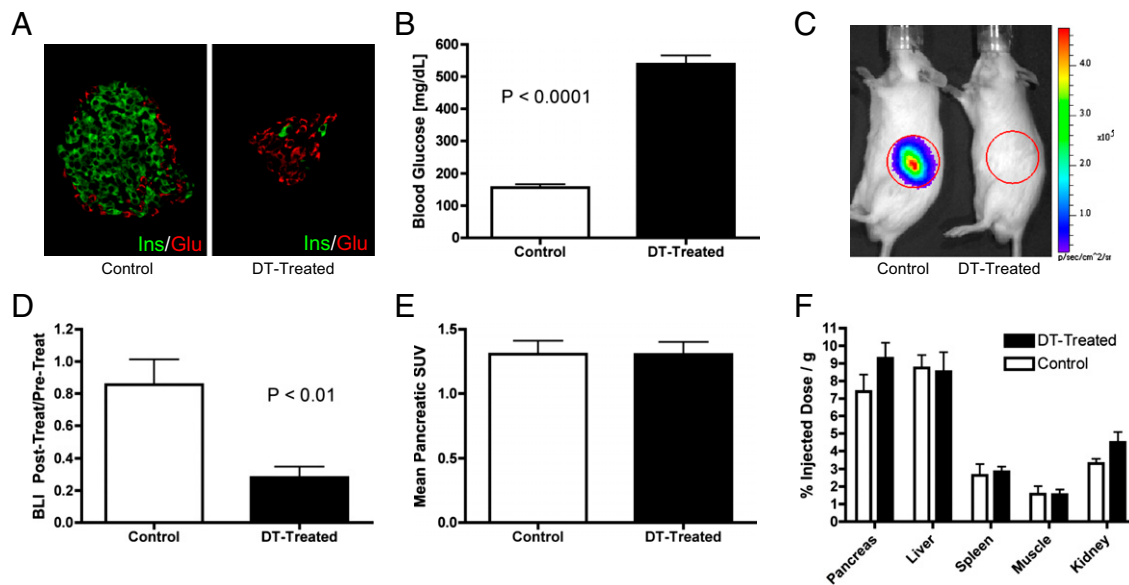 A
Ins/Glu
Control
Ins/Glu
DT-Treated
B
Blood Glucose [mg/dL]
600
500
400
300
200
100
0
P < 0.0001
Control
DT-Treated
C
4.0
3.0
x10
2.0
1.0
p/sec/cm^2/sr
Control
DT-Treated
D
BLI Post-Treat/Pre-Treat
1.2
1.0
0.8
0.6
0.4
0.2
0.0
P < 0.01
Control
DT-Treated
E
Mean Pancreatic SUV
1.5
1.0
0.5
0.0
Control
DT-Treated
F
% Injected Dose / g
11
10
9
8
7
6
5
4
3
2
1
0
DT-Treated
Control
Pancreas
Liver
Spleen
Muscle
Kidney